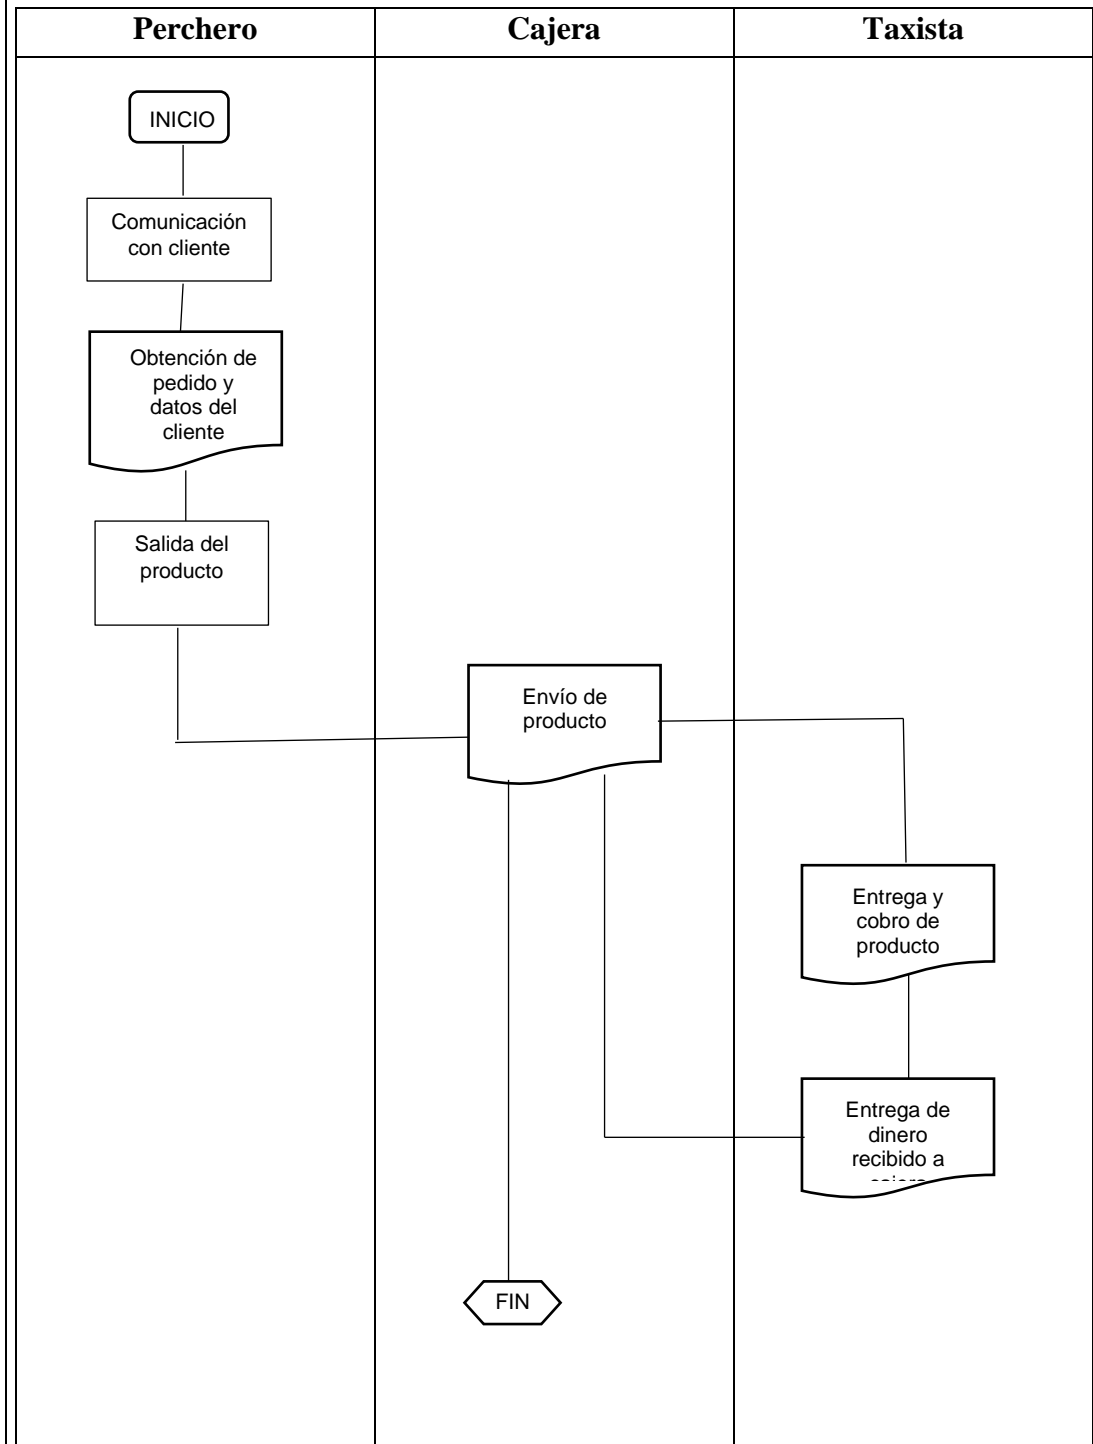 Perchero
Cajera
Taxista
INICIO
Comunicación
con cliente
Obtención de
pedido y
datos del
cliente
Salida del
producto
Envío de
producto
Entrega y
cobro de
producto
Entrega de
dinero
recibido a
FIN